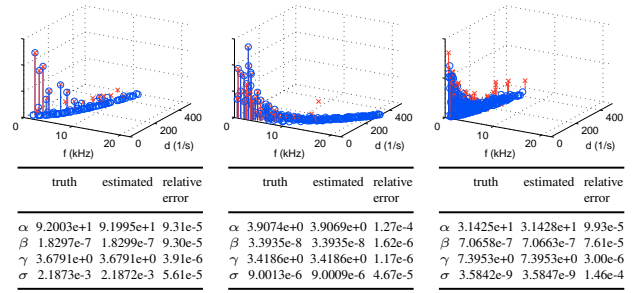 0 10 20 0 200 400
f (kHz) d (1/s)
0 10 20 0 200 400
f (kHz) d (1/s)
0 10 20 0 200 400
f (kHz) d (1/s)
truth estimated relative error
α 9.2003e+1 9.1995e+1 9.31e-5
β 1.8297e-7 1.8299e-7 9.30e-5
γ 3.6791e+0 3.6791e+0 3.91e-6
σ 2.1873e-3 2.1872e-3 5.61e-5
truth estimated relative error
α 3.9074e+0 3.9069e+0 1.27e-4
β 3.3935e-8 3.3935e-8 1.62e-6
γ 3.4186e+0 3.4186e+0 1.17e-6
σ 9.0013e-6 9.0009e-6 4.67e-5
truth estimated relative error
α 3.1425e+1 3.1428e+1 9.93e-5
β 7.0658e-7 7.0663e-7 7.61e-5
γ 7.3953e+0 7.3953e+0 3.00e-6
σ 3.5842e-9 3.5847e-9 1.46e-4